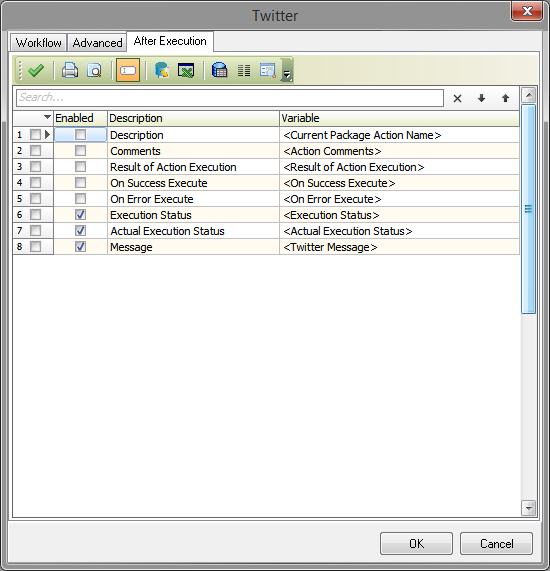 Twitter
Workflow Advanced After Execution
Search...
Enabled Description Variable
1 Description <Current Package Action Name>
2 Comments <Action Comments>
3 Result of Action Execution <Result of Action Execution>
4 On Success Execute <On Success Execute>
5 On Error Execute <On Error Execute>
6 Execution Status <Execution Status>
7 Actual Execution Status <Actual Execution Status>
8 Message <Twitter Message>
OK Cancel